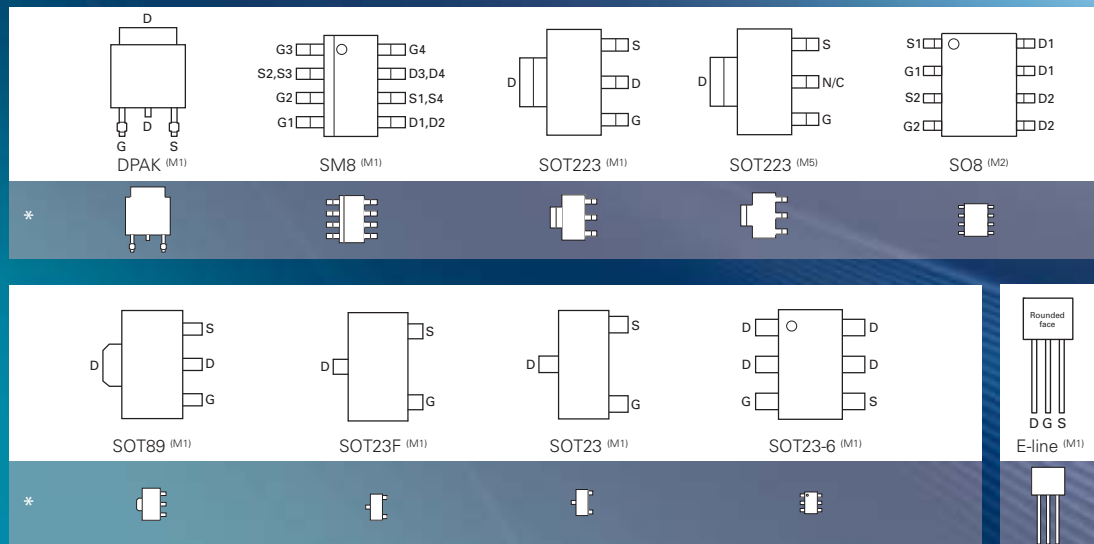 D
D
G S
DPAK (M1)
G3 G4
S2,S3 D3,D4
G2 S1,S4
G1 D1,D2
SM8 (M1)
S
D D
G
SOT223 (M1)
S
D N/C
G
SOT223 (M5)
S1 D1
G1 D1
S2 D2
G2 D2
SO8 (M2)
*
S
D D
G
SOT89 (M1)
S
D
G
SOT23F (M1)
S
D
G
SOT23 (M1)
D D
D D
G S
SOT23-6 (M1)
Rounded
face
D G S
E-line (M1)
*